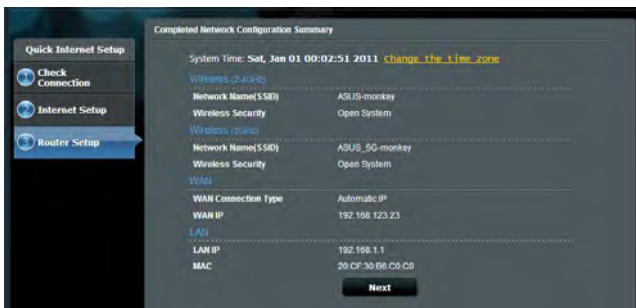 Completed Network Configuration Summary
Quick Internet Setup
1 Check Connection
2 Internet Setup
3 Router Setup
System Time: Sat, Jan 01 00:02:51 2011 Change the time zone
Wireless (2.4GHz)
Network Name(SSID) ASUS-monkey
Wireless Security Open System
Wireless (5GHz)
Network Name(SSID) ASUS_5G-monkey
Wireless Security Open System
WAN
WAN Connection Type Automatic IP
WAN IP 192.168.123.23
LAN
LAN IP 192.168.1.1
MAC 20:CF:30:B6:C0:C0
Next